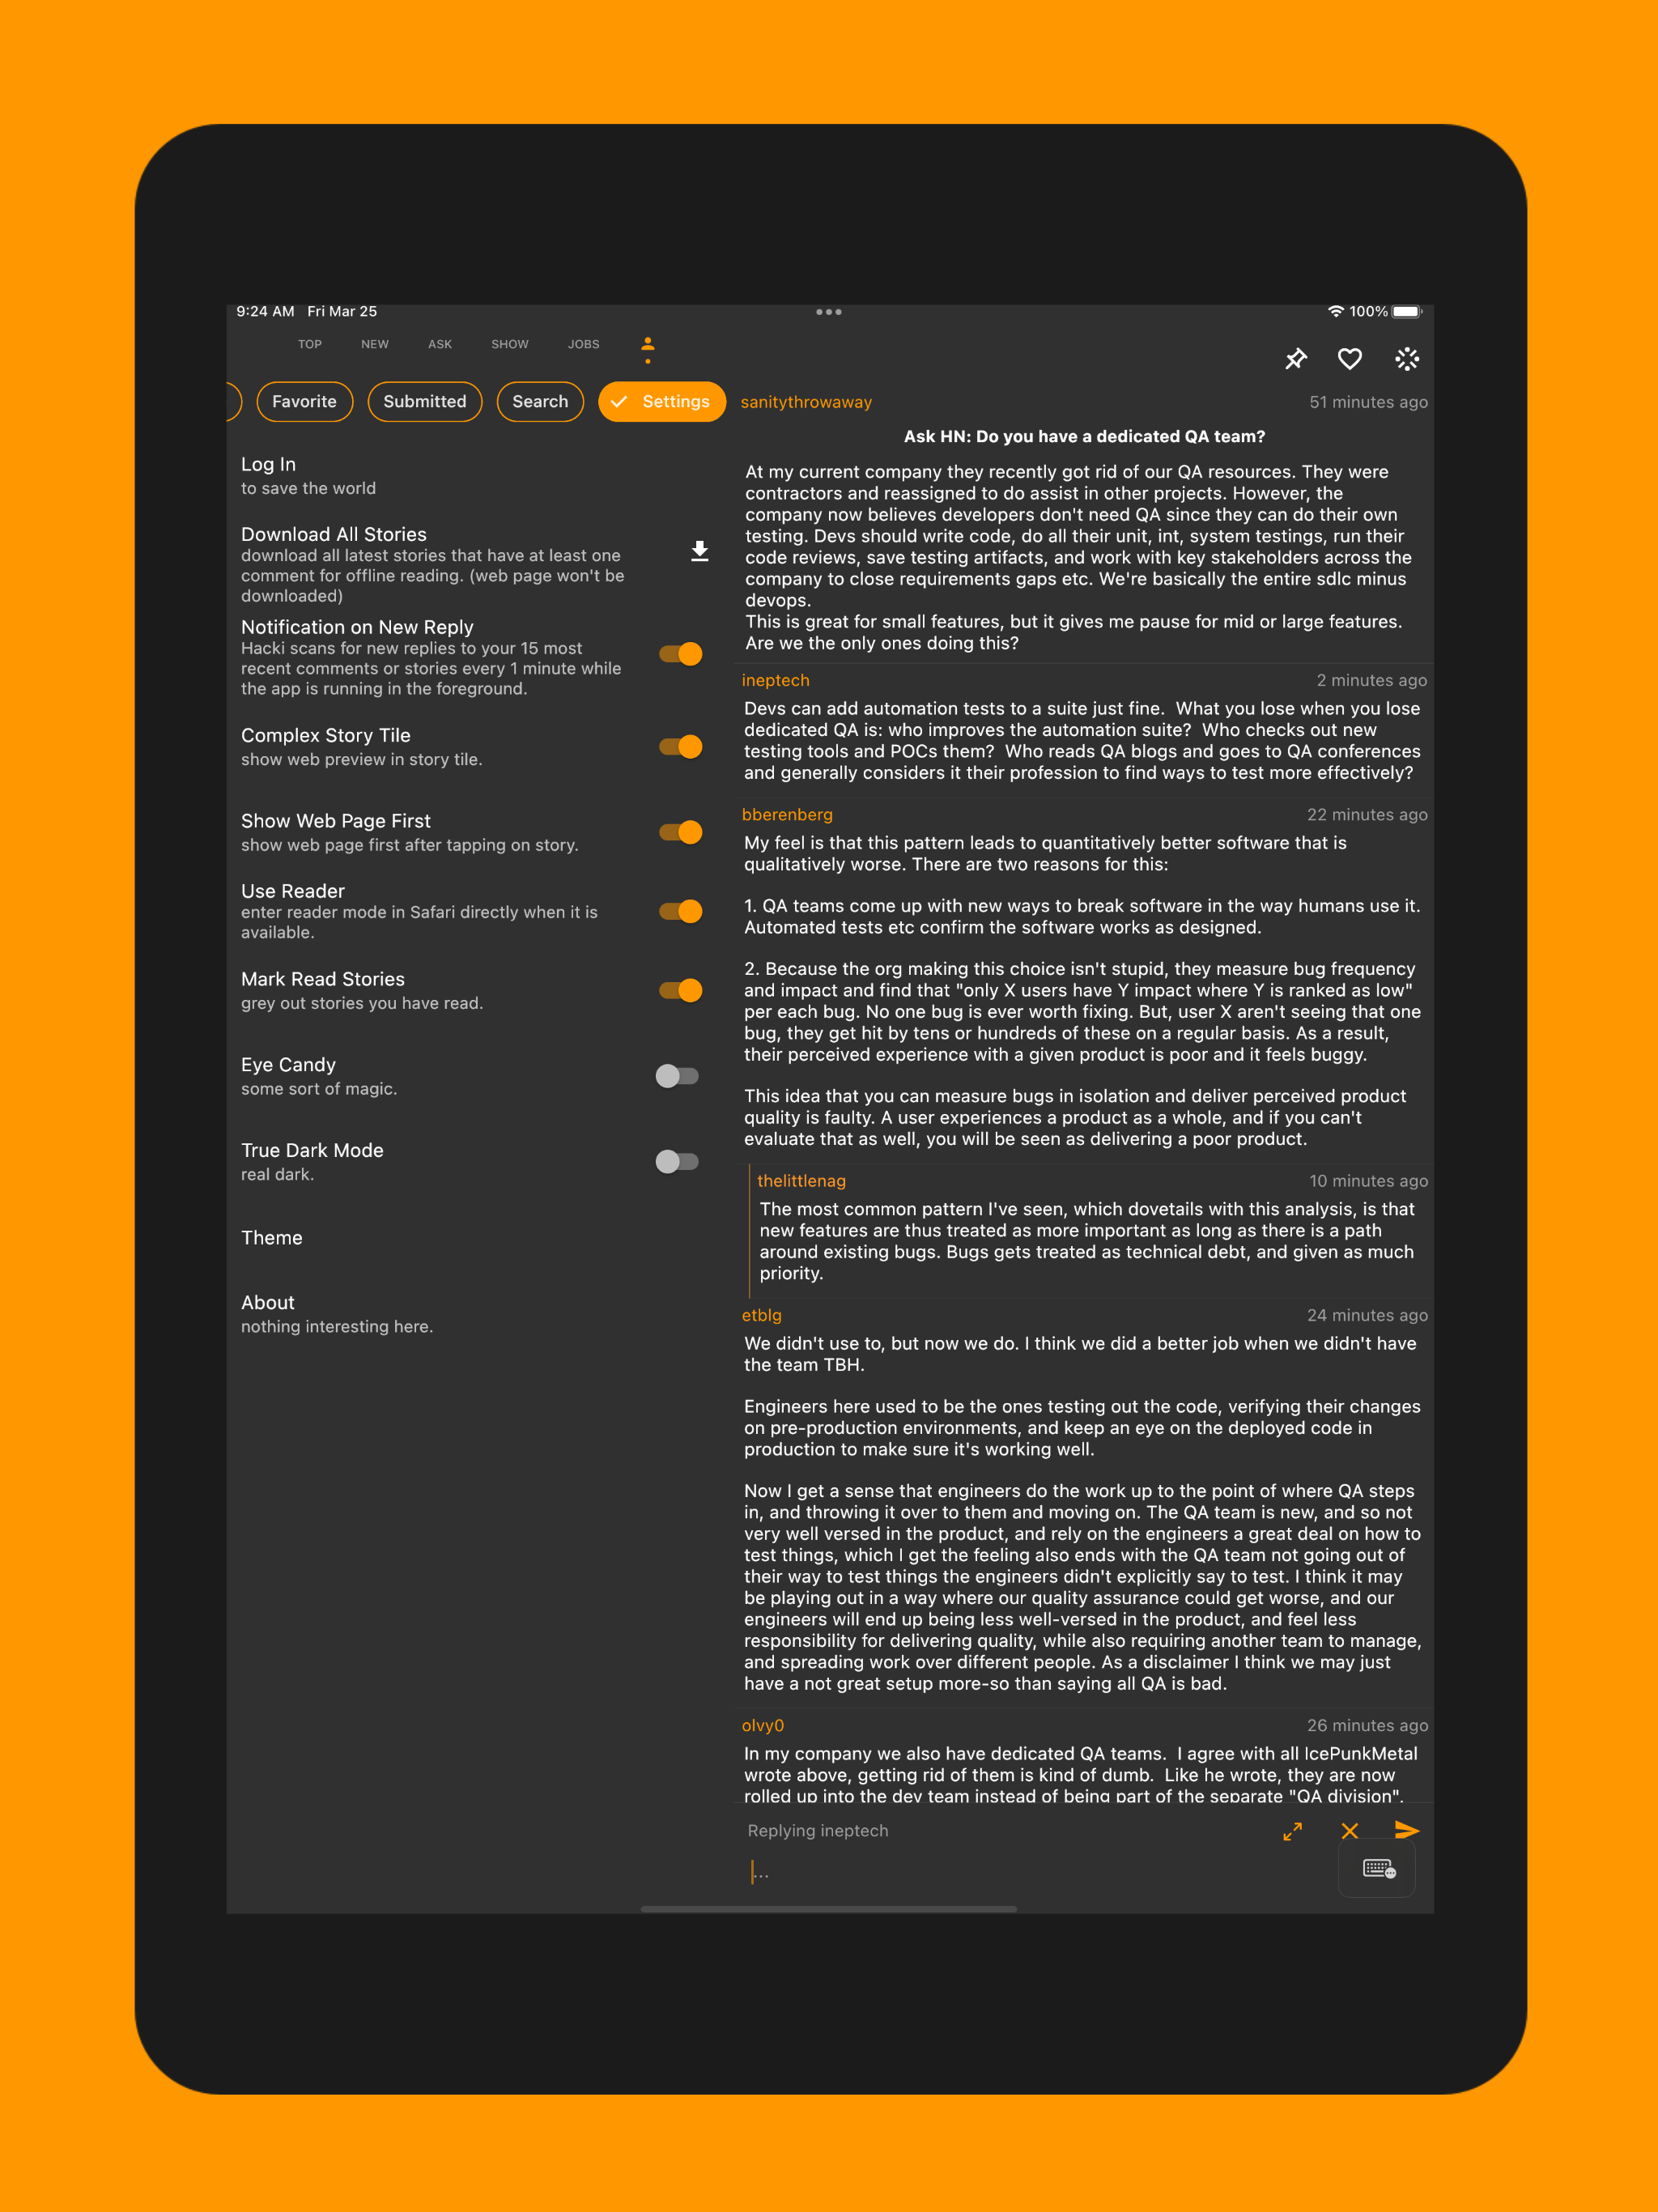 9:24 AM Fri Mar 25
100%
TOP NEW ASK SHOW JOBS
Favorite Submitted Search Settings
Log In
to save the world
Download All Stories
download all latest stories that have at least one
comment for offline reading. (web page won't be
downloaded)
Notification on New Reply
Hacki scans for new replies to your 15 most
recent comments or stories every 1 minute while
the app is running in the foreground.
Complex Story Tile
show web preview in story tile.
Show Web Page First
show web page first after tapping on story.
Use Reader
enter reader mode in Safari directly when it is
available.
Mark Read Stories
grey out stories you have read.
Eye Candy
some sort of magic.
True Dark Mode
real dark.
Theme
About
nothing interesting here.
sanitythrowaway 51 minutes ago
Ask HN: Do you have a dedicated QA team?
At my current company they recently got rid of our QA resources. They were
contractors and reassigned to do assist in other projects. However, the
company now believes developers don't need QA since they can do their own
testing. Devs should write code, do all their unit, int, system testings, run their
code reviews, save testing artifacts, and work with key stakeholders across the
company to close requirements gaps etc. We're basically the entire sdlc minus
devops.
This is great for small features, but it gives me pause for mid or large features.
Are we the only ones doing this?
ineptech 2 minutes ago
Devs can add automation tests to a suite just fine.  What you lose when you lose
dedicated QA is: who improves the automation suite?  Who checks out new
testing tools and POCs them?  Who reads QA blogs and goes to QA conferences
and generally considers it their profession to find ways to test more effectively?
bberenberg 22 minutes ago
My feel is that this pattern leads to quantitatively better software that is
qualitatively worse. There are two reasons for this:
1. QA teams come up with new ways to break software in the way humans use it.
Automated tests etc confirm the software works as designed.
2. Because the org making this choice isn't stupid, they measure bug frequency
and impact and find that "only X users have Y impact where Y is ranked as low"
per each bug. No one bug is ever worth fixing. But, user X aren't seeing that one
bug, they get hit by tens or hundreds of these on a regular basis. As a result,
their perceived experience with a given product is poor and it feels buggy.
This idea that you can measure bugs in isolation and deliver perceived product
quality is faulty. A user experiences a product as a whole, and if you can't
evaluate that as well, you will be seen as delivering a poor product.
thelittlenag 10 minutes ago
The most common pattern I've seen, which dovetails with this analysis, is that
new features are thus treated as more important as long as there is a path
around existing bugs. Bugs gets treated as technical debt, and given as much
priority.
etblg 24 minutes ago
We didn't use to, but now we do. I think we did a better job when we didn't have
the team TBH.
Engineers here used to be the ones testing out the code, verifying their changes
on pre-production environments, and keep an eye on the deployed code in
production to make sure it's working well.
Now I get a sense that engineers do the work up to the point of where QA steps
in, and throwing it over to them and moving on. The QA team is new, and so not
very well versed in the product, and rely on the engineers a great deal on how to
test things, which I get the feeling also ends with the QA team not going out of
their way to test things the engineers didn't explicitly say to test. I think it may
be playing out in a way where our quality assurance could get worse, and our
engineers will end up being less well-versed in the product, and feel less
responsibility for delivering quality, while also requiring another team to manage,
and spreading work over different people. As a disclaimer I think we may just
have a not great setup more-so than saying all QA is bad.
olvy0 26 minutes ago
In my company we also have dedicated QA teams.  I agree with all IcePunkMetal
wrote above, getting rid of them is kind of dumb.  Like he wrote, they are now
rolled up into the dev team instead of being part of the separate "QA division".
Replying ineptech
...